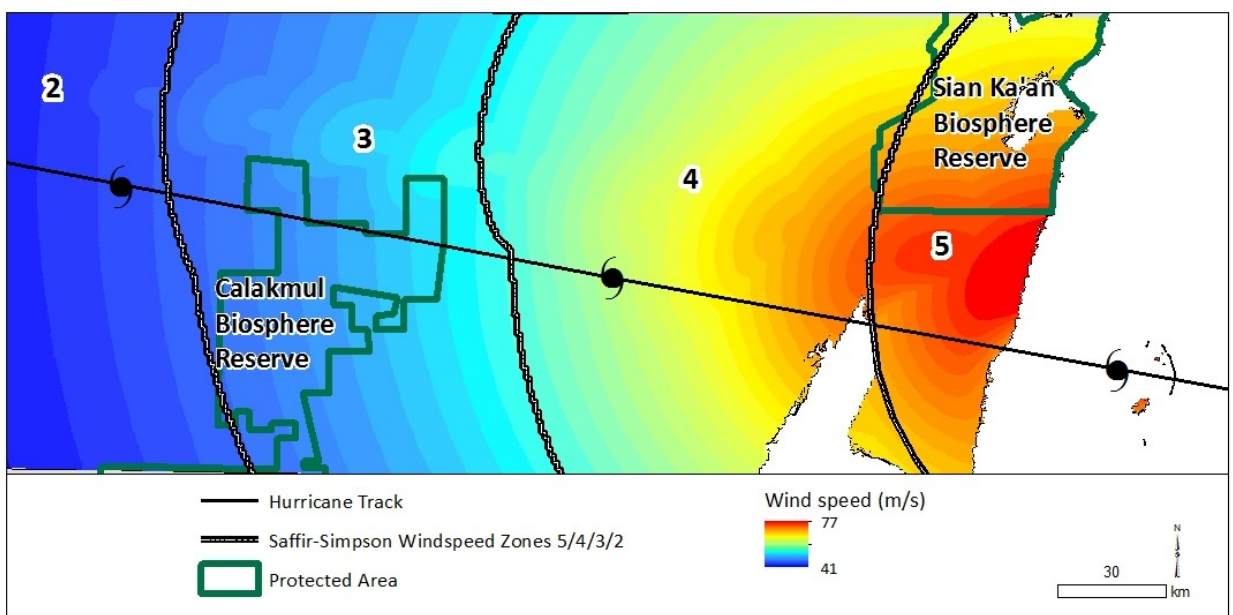 2
3
4
5
Sian Ka'an
Biosphere
Reserve
Calakmul
Biosphere
Reserve
Hurricane Track
Saffir-Simpson Windspeed Zones 5/4/3/2
Protected Area
Wind speed (m/s)
77
41
N
30
km